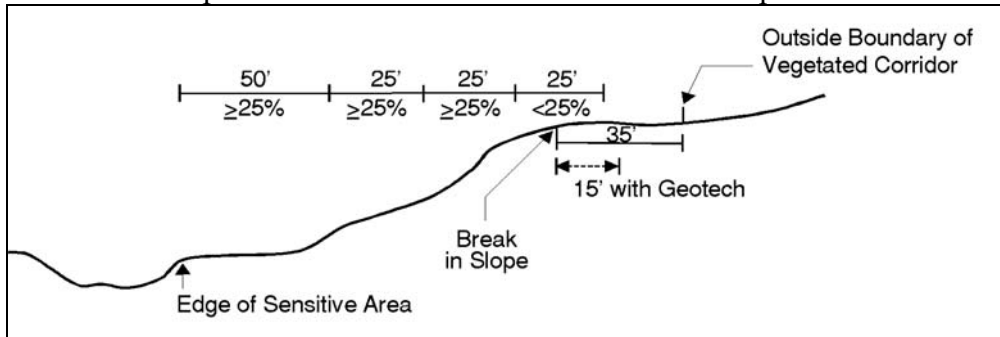 Outside Boundary of
Vegetated Corridor
50' 25' 25' 25'
≥25% ≥25% ≥25% <25%
35'
15' with Geotech
Break
in Slope
Edge of Sensitive Area